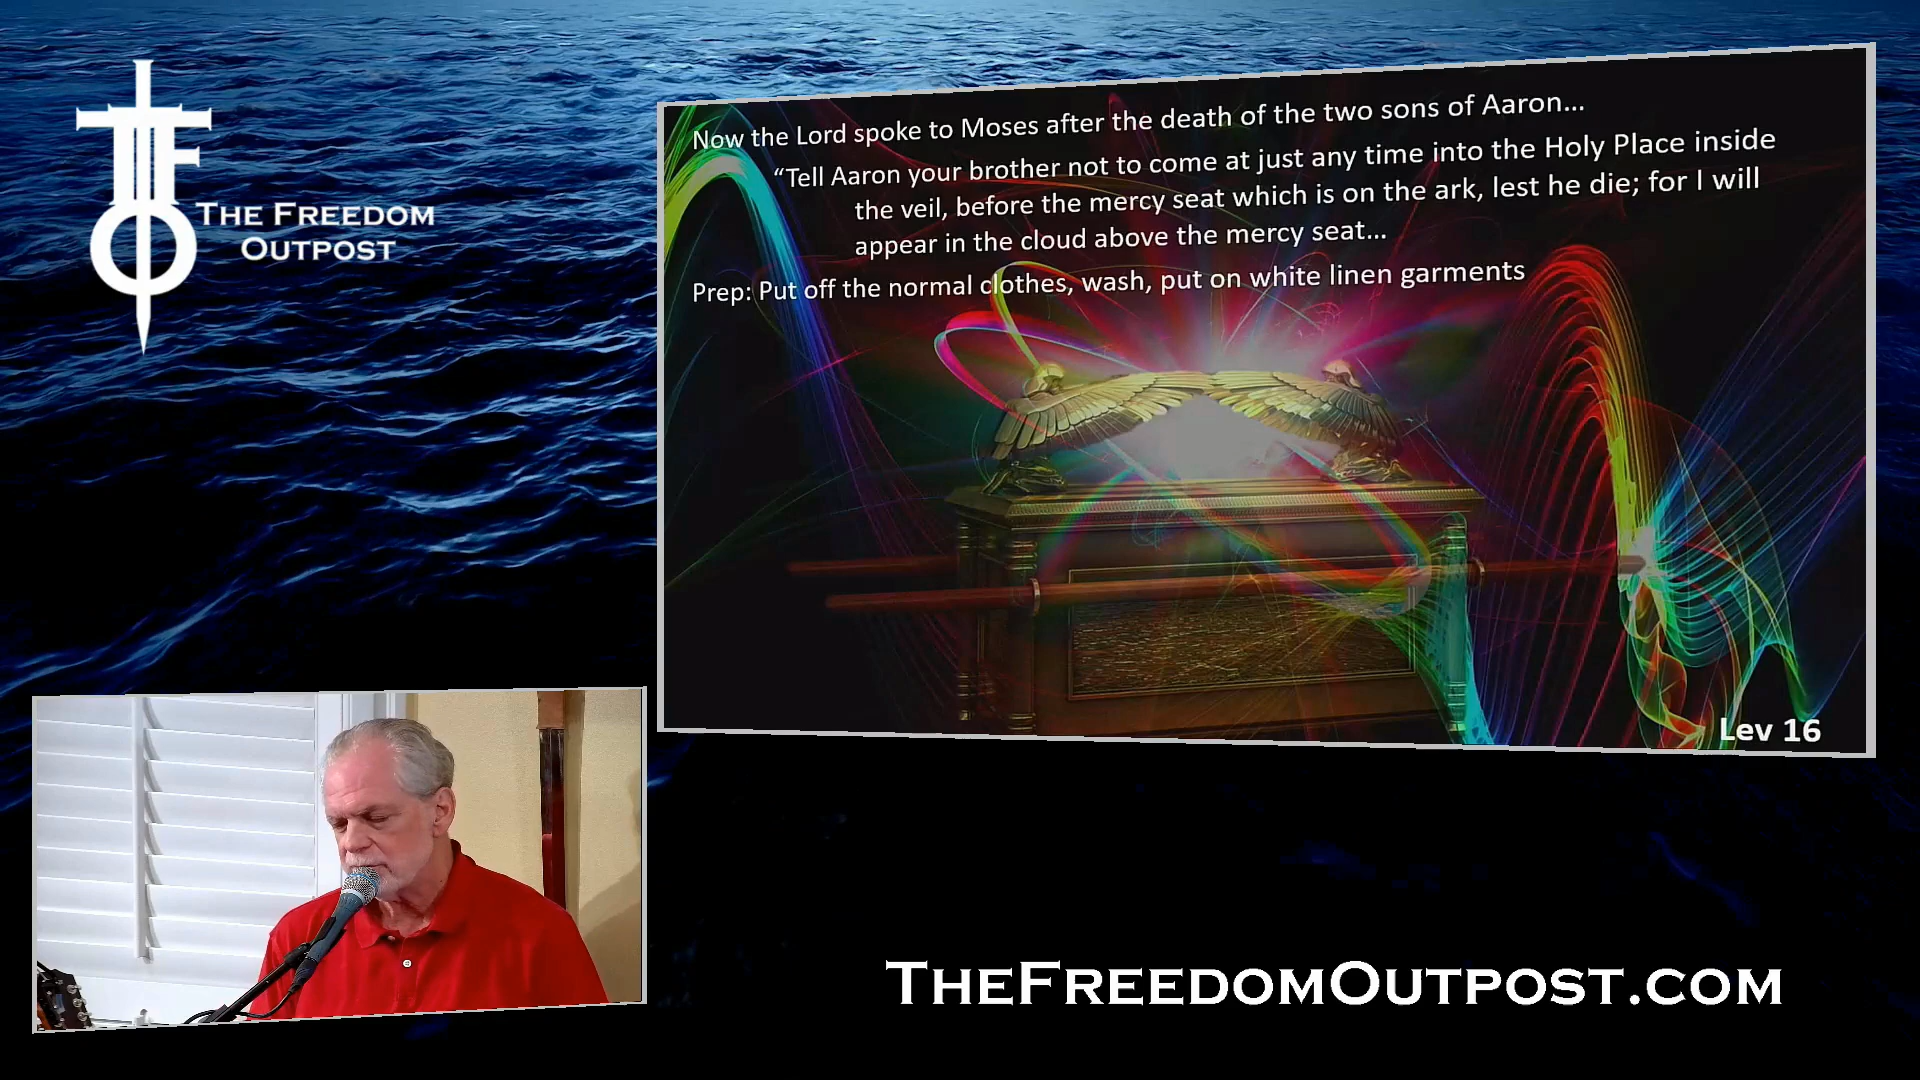 THE FREEDOM
OUTPOST
Now the Lord spoke to Moses after the death of the two sons of Aaron...
“Tell Aaron your brother not to come at just any time into the Holy Place inside
the veil, before the mercy seat which is on the ark, lest he die; for I will
appear in the cloud above the mercy seat...
Prep: Put off the normal clothes, wash, put on white linen garments
Lev 16
THEFREEDOMOUTPOST.COM